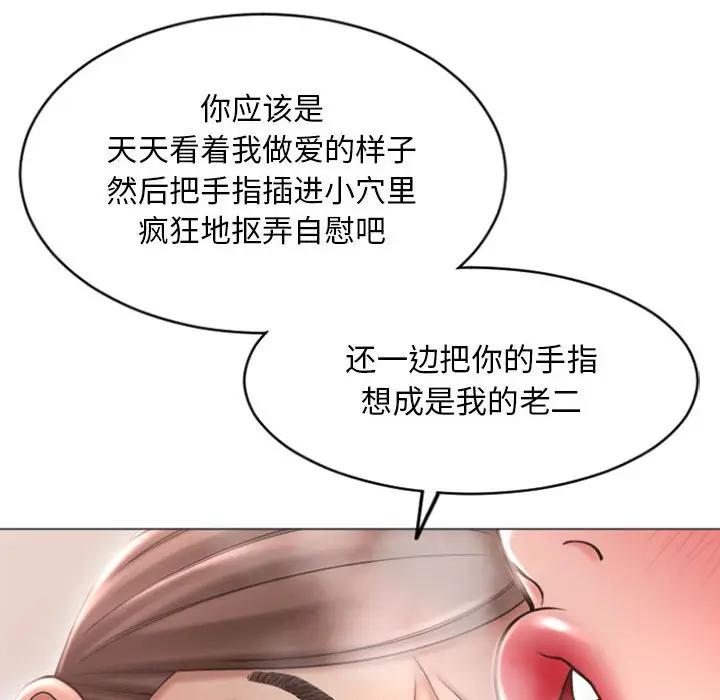 你应该是
天天看着我做爱的样子
然后把手指插进小穴里
疯狂地抠弄自慰吧
还一边把你的手指
想成是我的老二